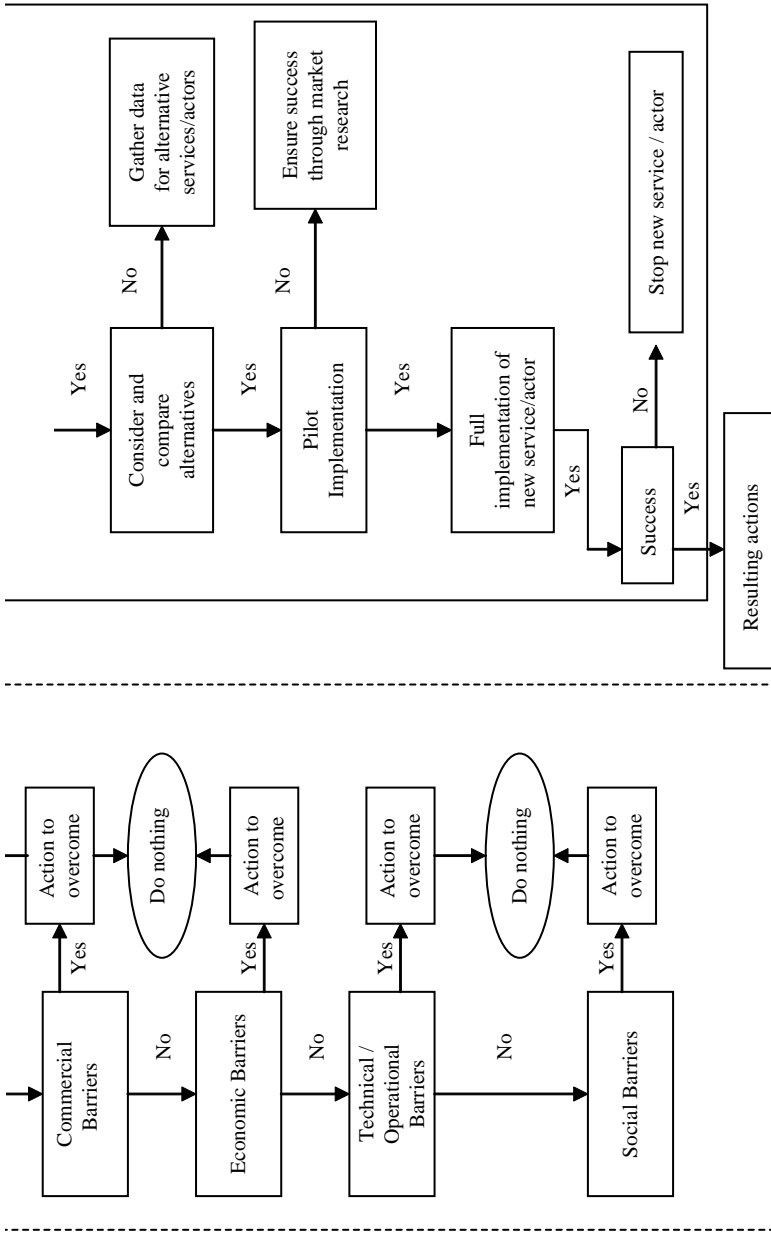 Commercial
Barriers
Yes
Action to
overcome
No
Do nothing
Economic Barriers
Yes
Action to
overcome
No
Technical /
Operational
Barriers
Yes
Action to
overcome
No
Do nothing
Social Barriers
Yes
Action to
overcome
Yes
Consider and
compare
alternatives
No
Gather data
for alternative
services/actors
Yes
Pilot
Implementation
No
Ensure success
through market
research
Yes
Full
implementation of
new service/actor
Yes
Success
No
Stop new service / actor
Yes
Resulting actions